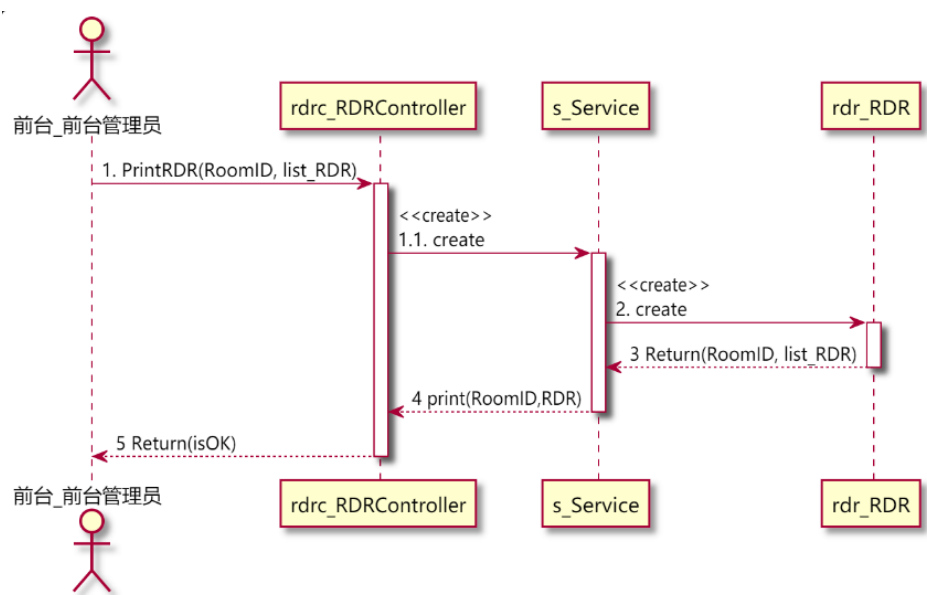 前台_前台管理员
rdrc_RDRController
s_Service
rdr_RDR
1. PrintRDR(RoomID, list_RDR)
<<create>>
1.1. create
<<create>>
2. create
3 Return(RoomID, list_RDR)
4 print(RoomID,RDR)
5 Return(isOK)
前台_前台管理员
rdrc_RDRController
s_Service
rdr_RDR